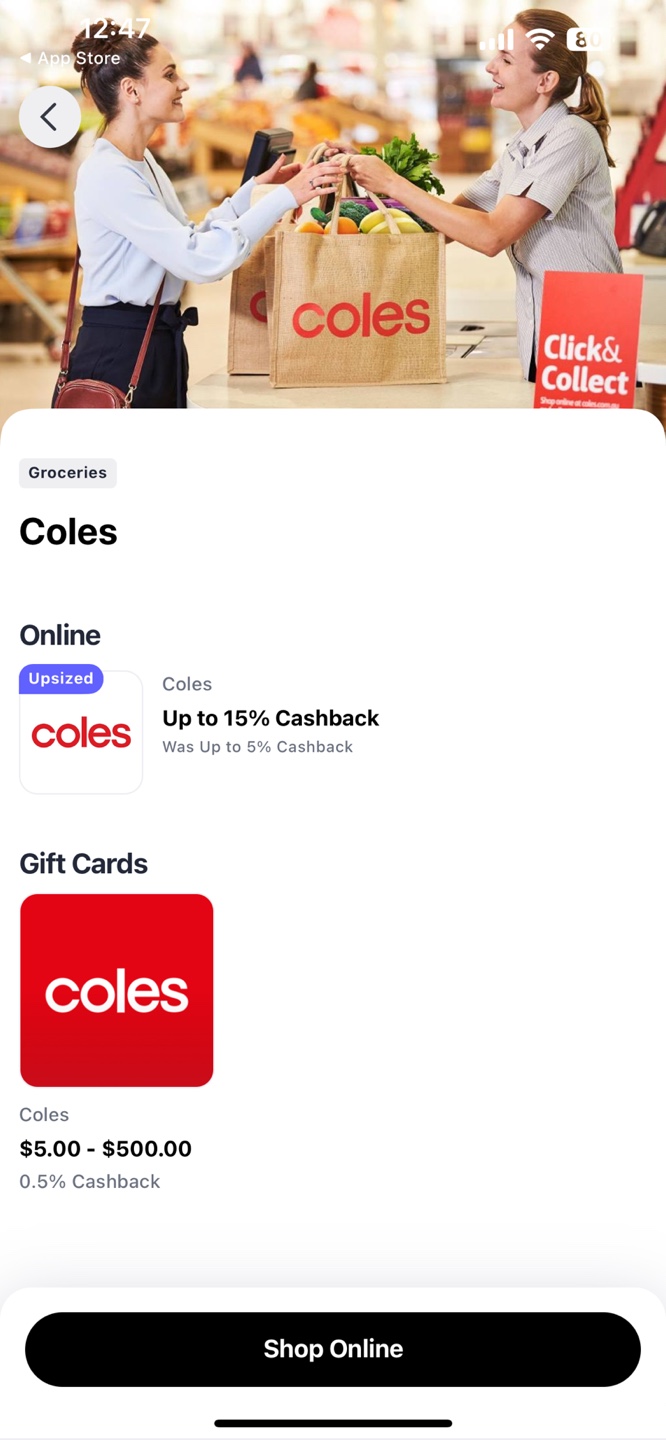 12:47
80
App Store
coles
Click&
Collect
Shop online at coles.com.au
Groceries
Coles
Online
Upsized
coles
Coles
Up to 15% Cashback
Was Up to 5% Cashback
Gift Cards
coles
Coles
$5.00 - $500.00
0.5% Cashback
Shop Online